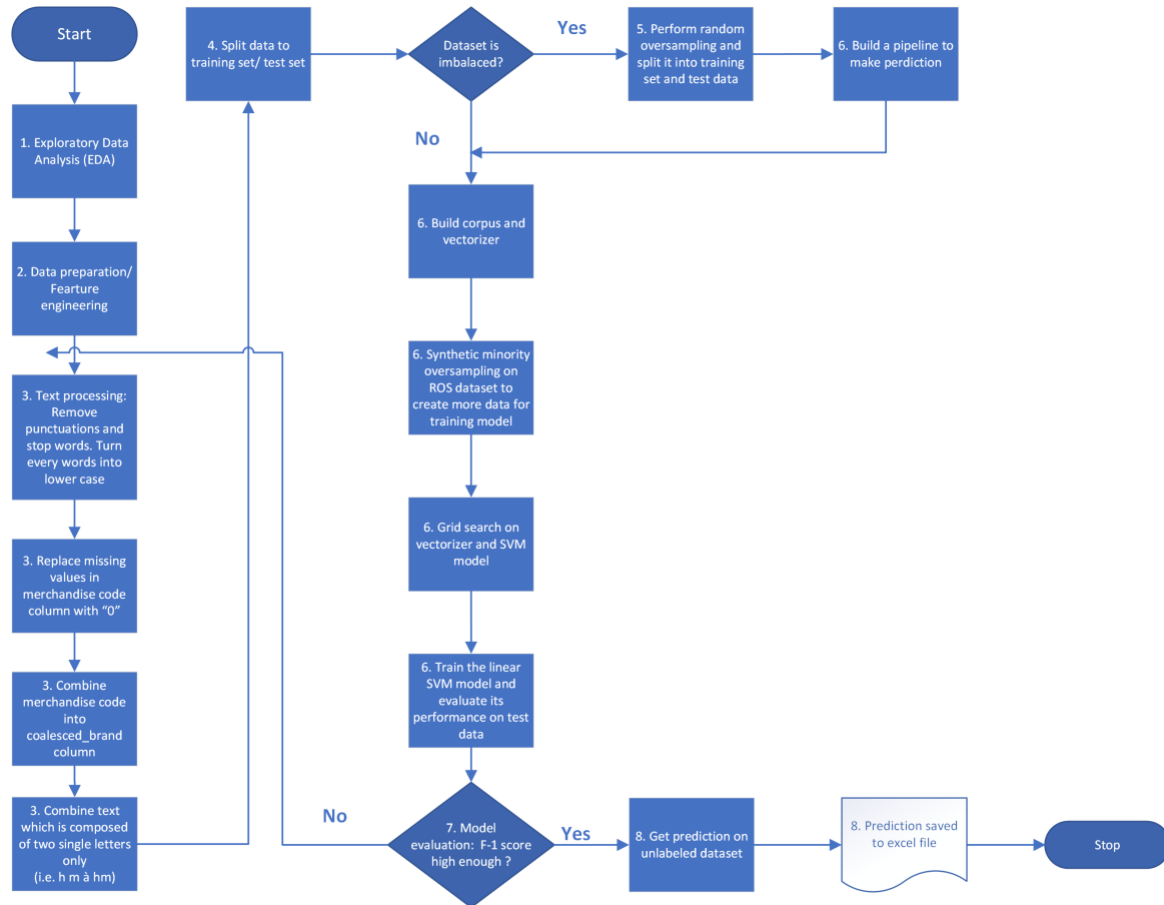 Start
1. Exploratory Data
Analysis (EDA)
2. Data preparation/
Fearture
engineering
3. Text processing:
Remove
punctuations and
stop words. Turn
every words into
lower case
3. Replace missing
values in
merchandise code
column with “0”
3. Combine
merchandise code
into
coalesced_brand
column
3. Combine text
which is composed
of two single letters
only
(i.e. h m à hm)
4. Split data to
training set/ test set
Dataset is
imbalaced?
Yes
5. Perform random
oversampling and
split it into training
set and test data
6. Build a pipeline to
make perdiction
No
6. Build corpus and
vectorizer
6. Synthetic minority
oversampling on
ROS dataset to
create more data for
training model
6. Grid search on
vectorizer and SVM
model
6. Train the linear
SVM model and
evaluate its
performance on test
data
7. Model
evaluation: F-1 score
high enough ?
No
Yes
8. Get prediction on
unlabeled dataset
8. Prediction saved
to excel file
Stop